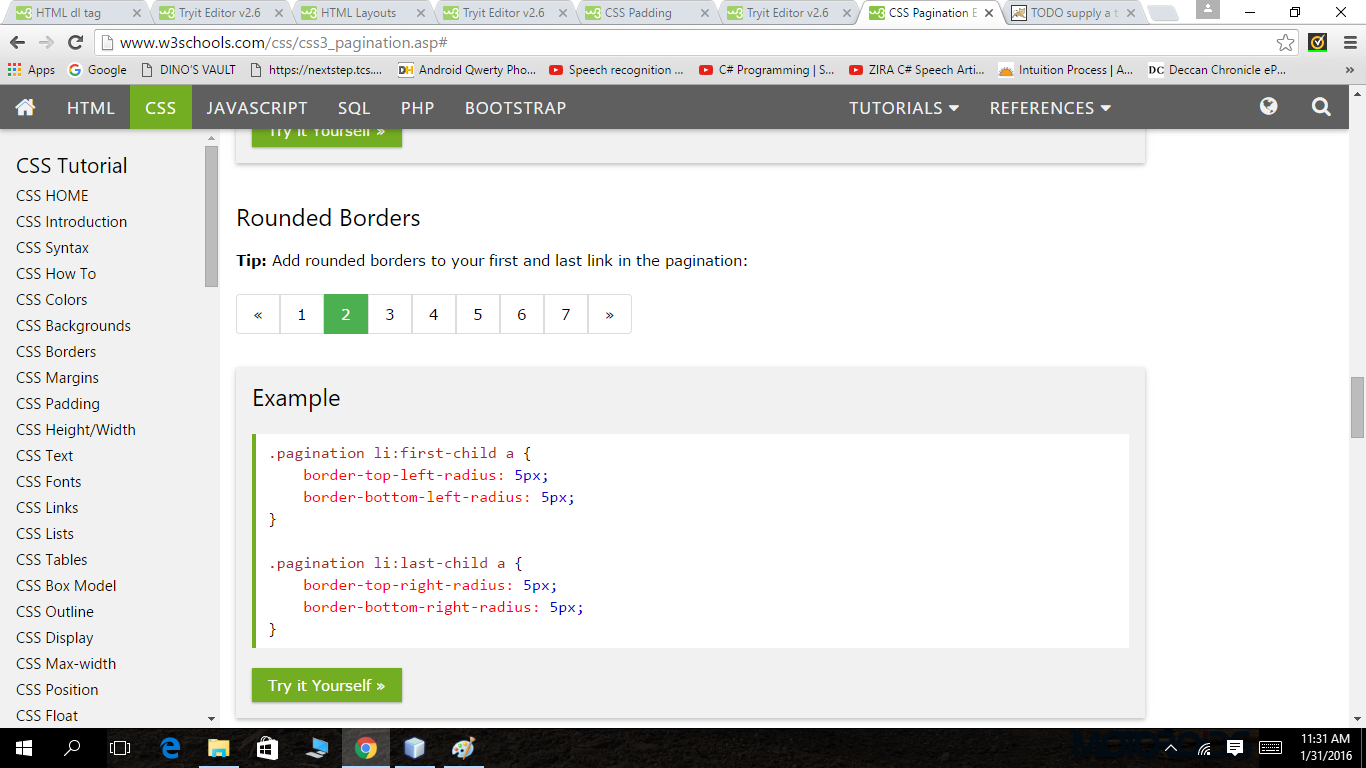 HTML dl tag
Tryit Editor v2.6
HTML Layouts
Tryit Editor v2.6
CSS Padding
Tryit Editor v2.6
CSS Pagination E
TODO supply a t
www.w3schools.com/css/css3_pagination.asp#
Apps Google DINO'S VAULT https://nextstep.tcs.... DH Android Qwerty Pho... Speech recognition ... C# Programming | S... ZIRA C# Speech Arti... Intuition Process | A... DC Deccan Chronicle eP... »
HTML CSS JAVASCRIPT SQL PHP BOOTSTRAP TUTORIALS REFERENCES
CSS Tutorial
CSS HOME
CSS Introduction
CSS Syntax
CSS How To
CSS Colors
CSS Backgrounds
CSS Borders
CSS Margins
CSS Padding
CSS Height/Width
CSS Text
CSS Fonts
CSS Links
CSS Lists
CSS Tables
CSS Box Model
CSS Outline
CSS Display
CSS Max-width
CSS Position
CSS Float
Try it Yourself »
Rounded Borders
Tip: Add rounded borders to your first and last link in the pagination:
« 1 2 3 4 5 6 7 »
Example
.pagination li:first-child a {
border-top-left-radius: 5px;
border-bottom-left-radius: 5px;
}
.pagination li:last-child a {
border-top-right-radius: 5px;
border-bottom-right-radius: 5px;
}
Try it Yourself »
11:31 AM
1/31/2016